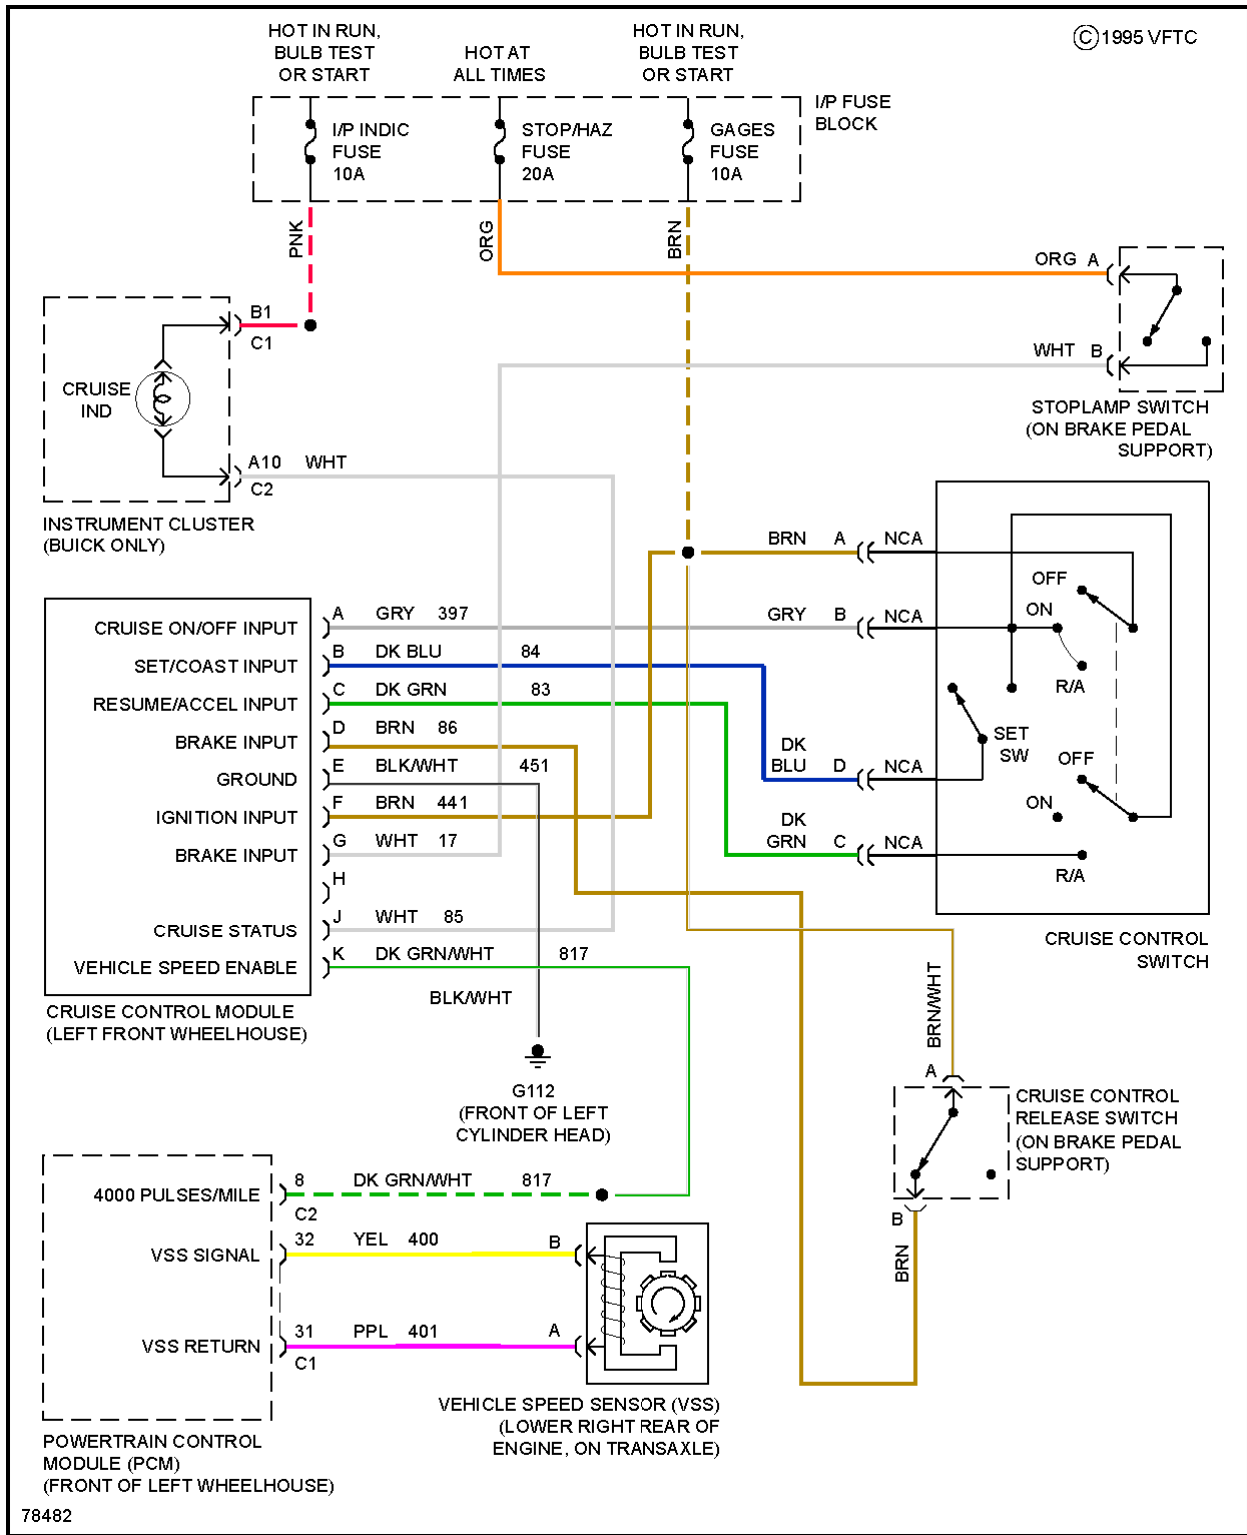 HOT IN RUN,
BULB TEST
OR START
HOT AT
ALL TIMES
HOT IN RUN,
BULB TEST
OR START
©1995 VFTC
I/P INDIC
FUSE
10A
STOP/HAZ
FUSE
20A
GAGES
FUSE
10A
I/P FUSE
BLOCK
PNK
ORG
BRN
ORG A
WHT B
STOPLAMP SWITCH
(ON BRAKE PEDAL
SUPPORT)
B1
C1
CRUISE
IND
A10 WHT
C2
INSTRUMENT CLUSTER
(BUICK ONLY)
BRN A NCA
GRY B NCA
DK
BLU D NCA
DK
GRN C NCA
OFF
ON
R/A
SET
SW
OFF
ON
R/A
CRUISE CONTROL
SWITCH
CRUISE ON/OFF INPUT A GRY 397
SET/COAST INPUT B DK BLU 84
RESUME/ACCEL INPUT C DK GRN 83
BRAKE INPUT D BRN 86
GROUND E BLK/WHT 451
IGNITION INPUT F BRN 441
BRAKE INPUT G WHT 17
H
CRUISE STATUS J WHT 85
VEHICLE SPEED ENABLE K DK GRN/WHT 817
CRUISE CONTROL MODULE
(LEFT FRONT WHEELHOUSE)
BLK/WHT
G112
(FRONT OF LEFT
CYLINDER HEAD)
BRN/WHT
A
CRUISE CONTROL
RELEASE SWITCH
(ON BRAKE PEDAL
SUPPORT)
B
BRN
4000 PULSES/MILE 8 DK GRN/WHT 817
C2
VSS SIGNAL 32 YEL 400 B
VSS RETURN 31 PPL 401 A
C1
VEHICLE SPEED SENSOR (VSS)
(LOWER RIGHT REAR OF
ENGINE, ON TRANSAXLE)
POWERTRAIN CONTROL
MODULE (PCM)
(FRONT OF LEFT WHEELHOUSE)
78482